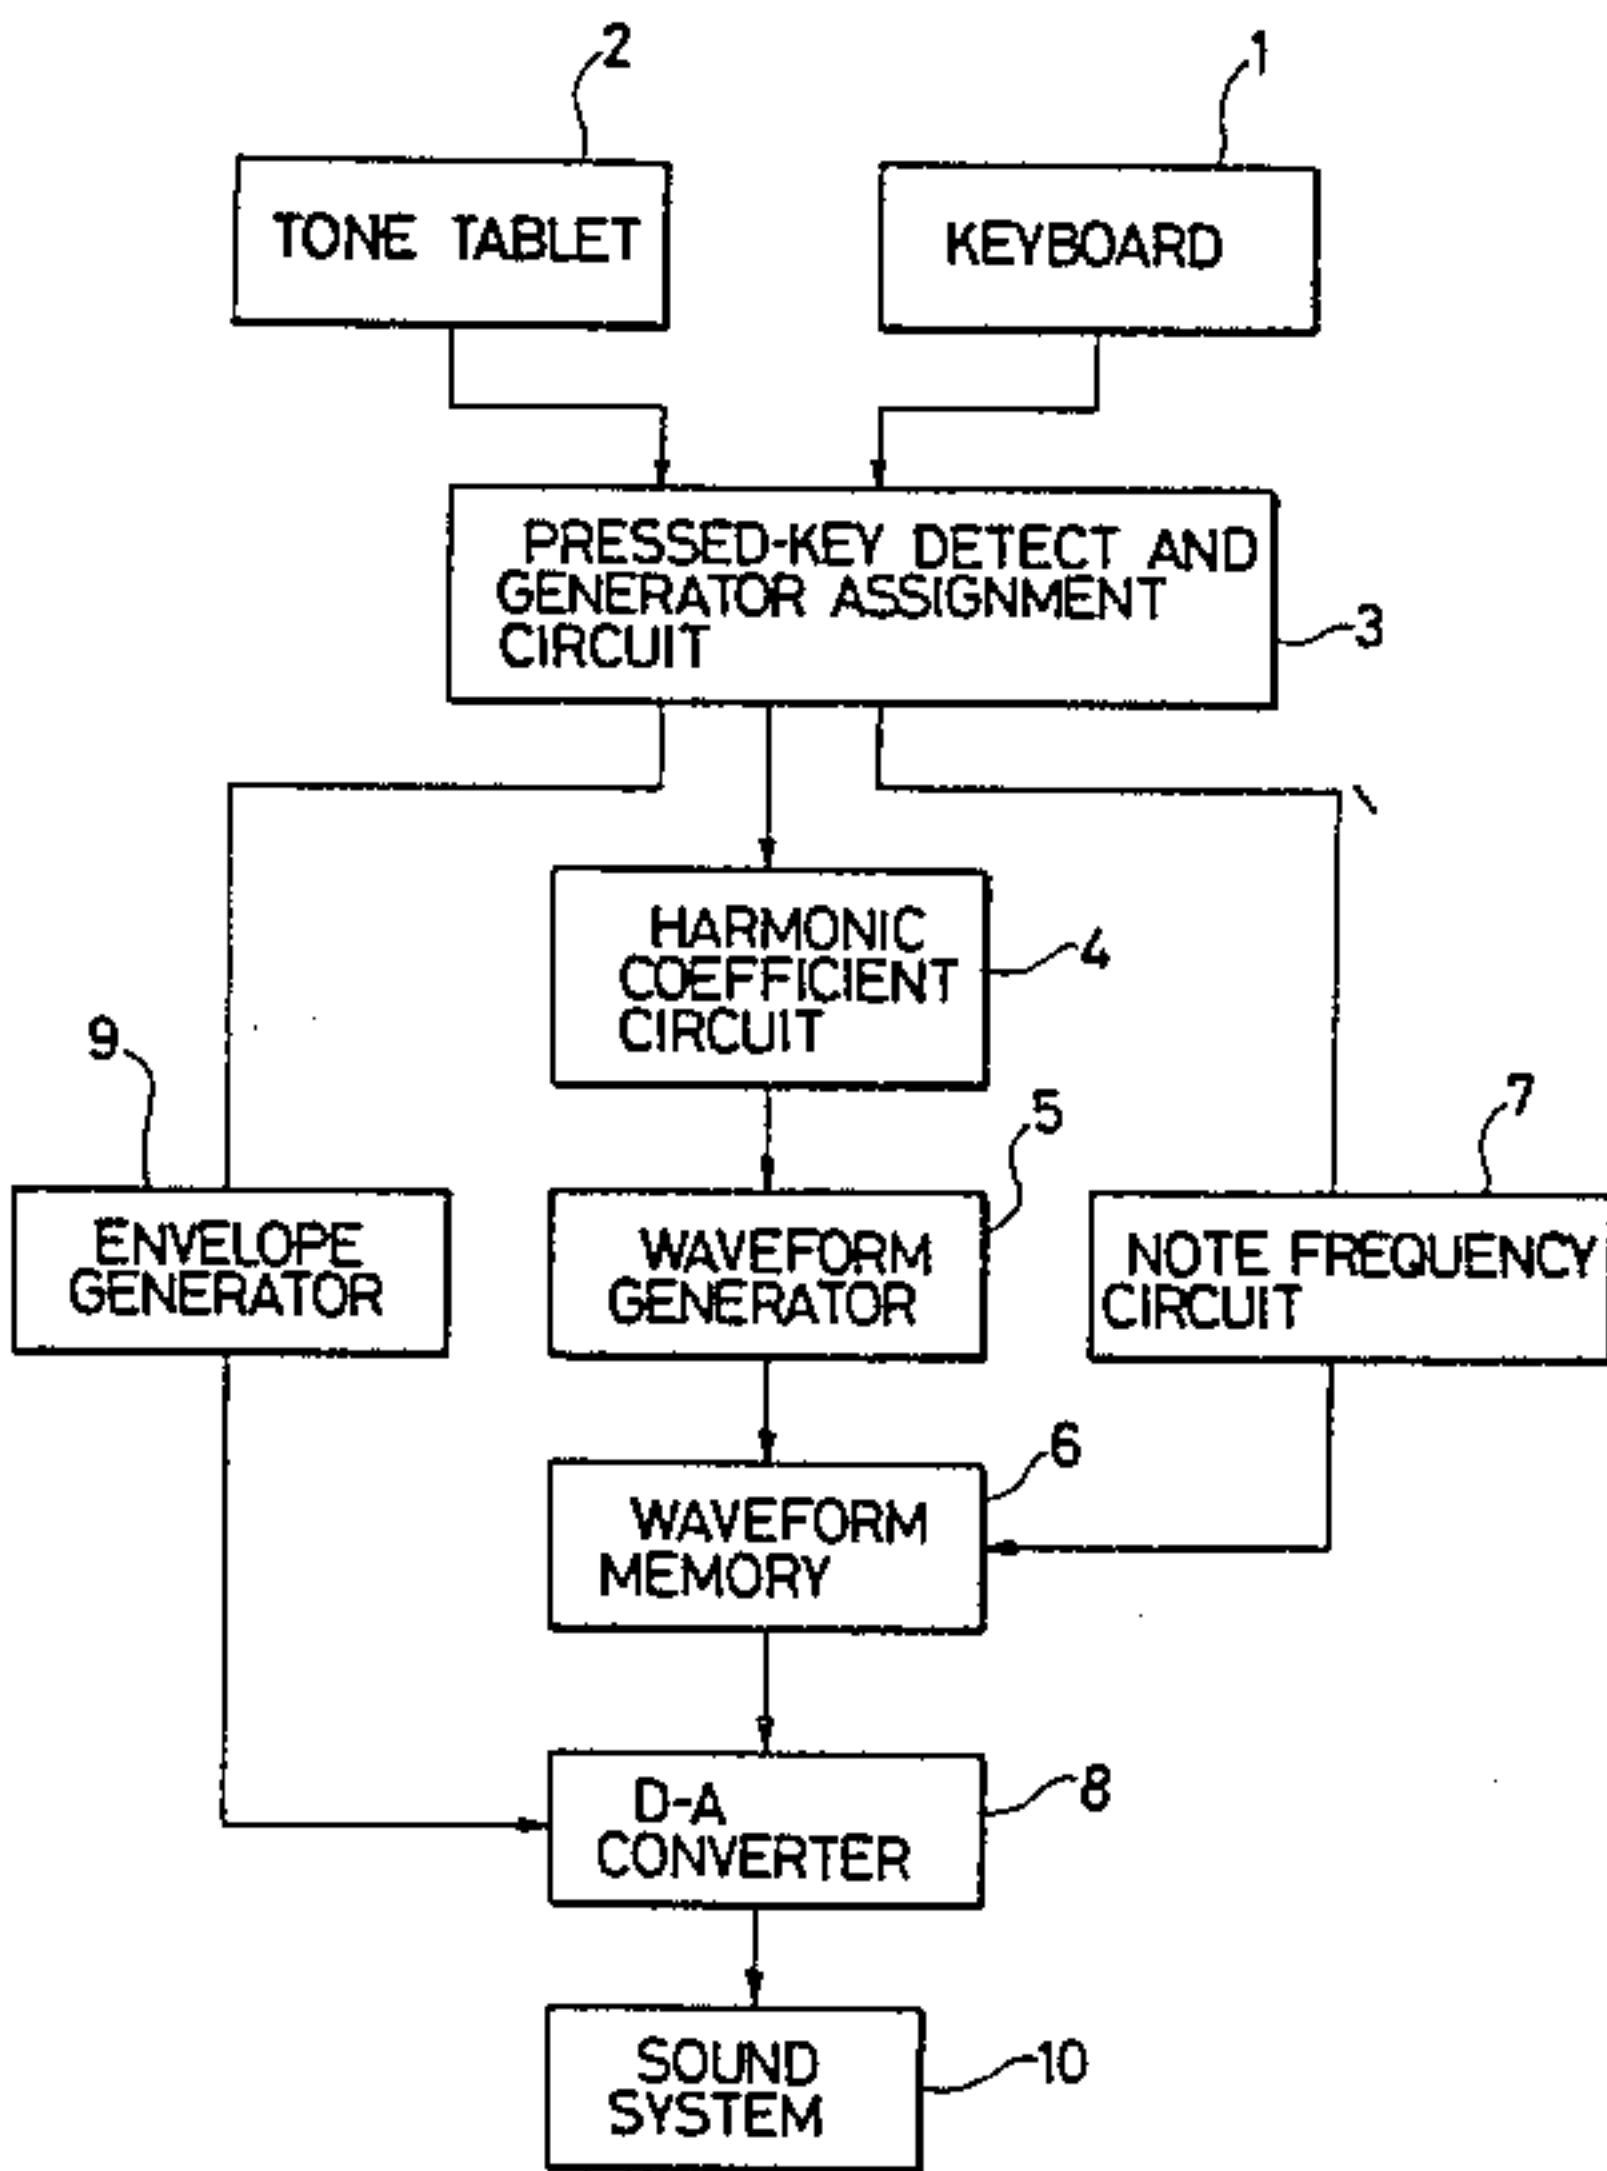 2
1
TONE TABLET
KEYBOARD
PRESSED-KEY DETECT AND
GENERATOR ASSIGNMENT
CIRCUIT
3
HARMONIC
COEFFICIENT
CIRCUIT
4
9
5
7
ENVELOPE
GENERATOR
WAVEFORM
GENERATOR
NOTE FREQUENCY
CIRCUIT
6
WAVEFORM
MEMORY
D-A
CONVERTER
8
SOUND
SYSTEM
10